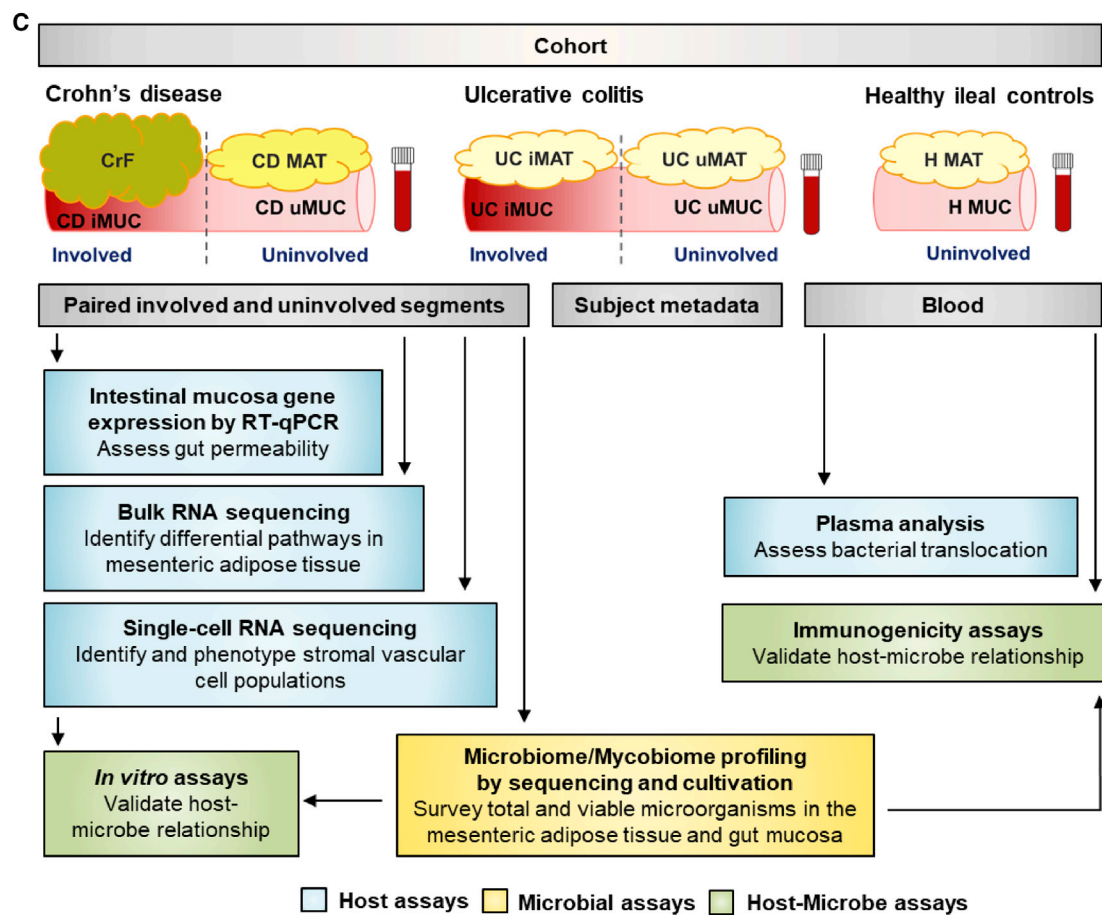 C
Cohort
Crohn's disease
Ulcerative colitis
Healthy ileal controls
CrF
CD MAT
UC iMAT
UC uMAT
H MAT
CD iMUC
CD uMUC
UC iMUC
UC uMUC
H MUC
Involved
Uninvolved
Involved
Uninvolved
Uninvolved
Paired involved and uninvolved segments
Subject metadata
Blood
Intestinal mucosa gene
expression by RT-qPCR
Assess gut permeability
Bulk RNA sequencing
Identify differential pathways in
mesenteric adipose tissue
Single-cell RNA sequencing
Identify and phenotype stromal vascular
cell populations
Plasma analysis
Assess bacterial translocation
Immunogenicity assays
Validate host-microbe relationship
In vitro assays
Validate host-
microbe relationship
Microbiome/Mycobiome profiling
by sequencing and cultivation
Survey total and viable microorganisms in the
mesenteric adipose tissue and gut mucosa
Host assays
Microbial assays
Host-Microbe assays